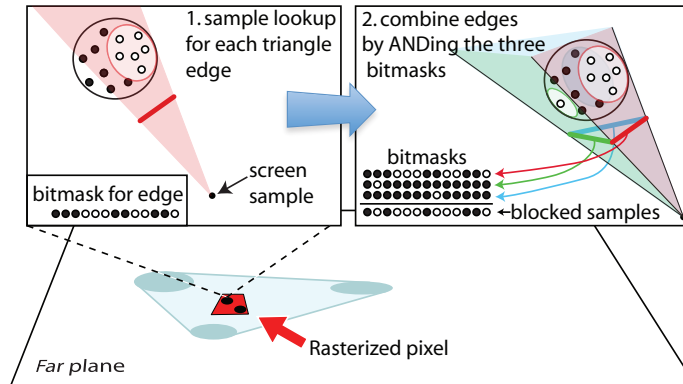 1. sample lookup
for each triangle
edge
screen
sample
bitmask for edge
2. combine edges
by ANDing the three
bitmasks
bitmasks
blocked samples
Rasterized pixel
Far plane